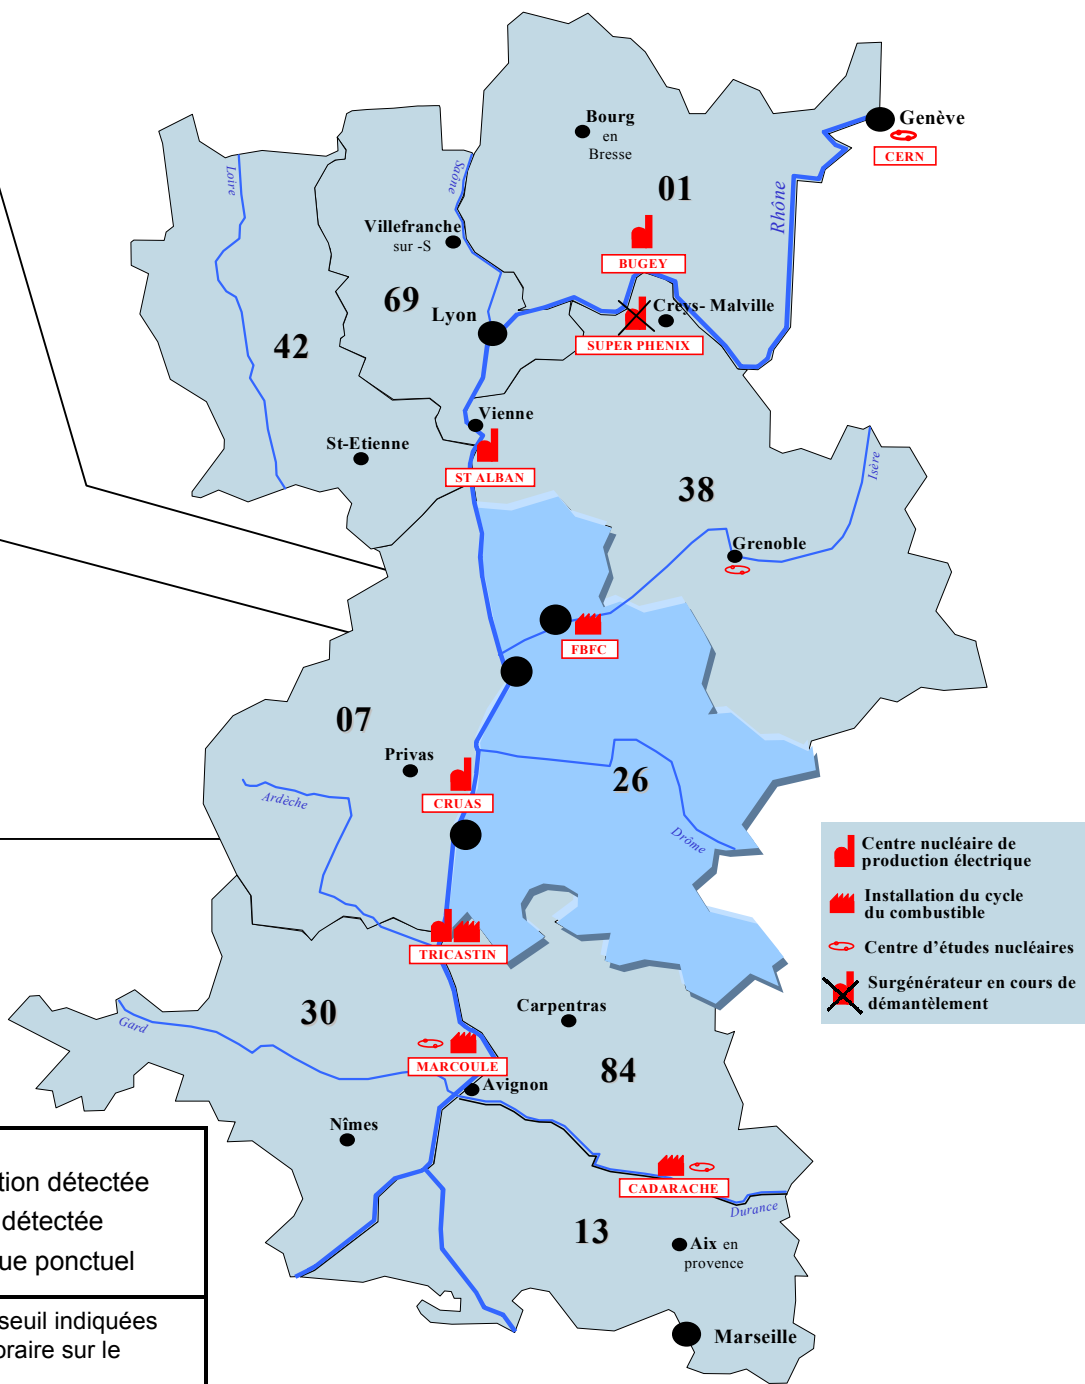 Bourg
en
Bresse
Genève
CERN
01
Rhône
Loire
Saône
Villefranche
sur -S
BUGEY
69
Lyon
Creys- Malville
SUPER PHENIX
42
Vienne
St-Etienne
ST ALBAN
38
Isère
Grenoble
FBFC
07
Privas
26
CRUAS
Ardèche
Drôme
Centre nucléaire de
production électrique
Installation du cycle
du combustible
Centre d'études nucléaires
Surgénérateur en cours de
démantèlement
TRICASTIN
30
Carpentras
Gard
MARCOULE
84
Avignon
Nîmes
CADARACHE
Durance
13
Aix en
provence
Marseille
tion détectée
détectée
ue ponctuel
seuil indiquées
oraire sur le